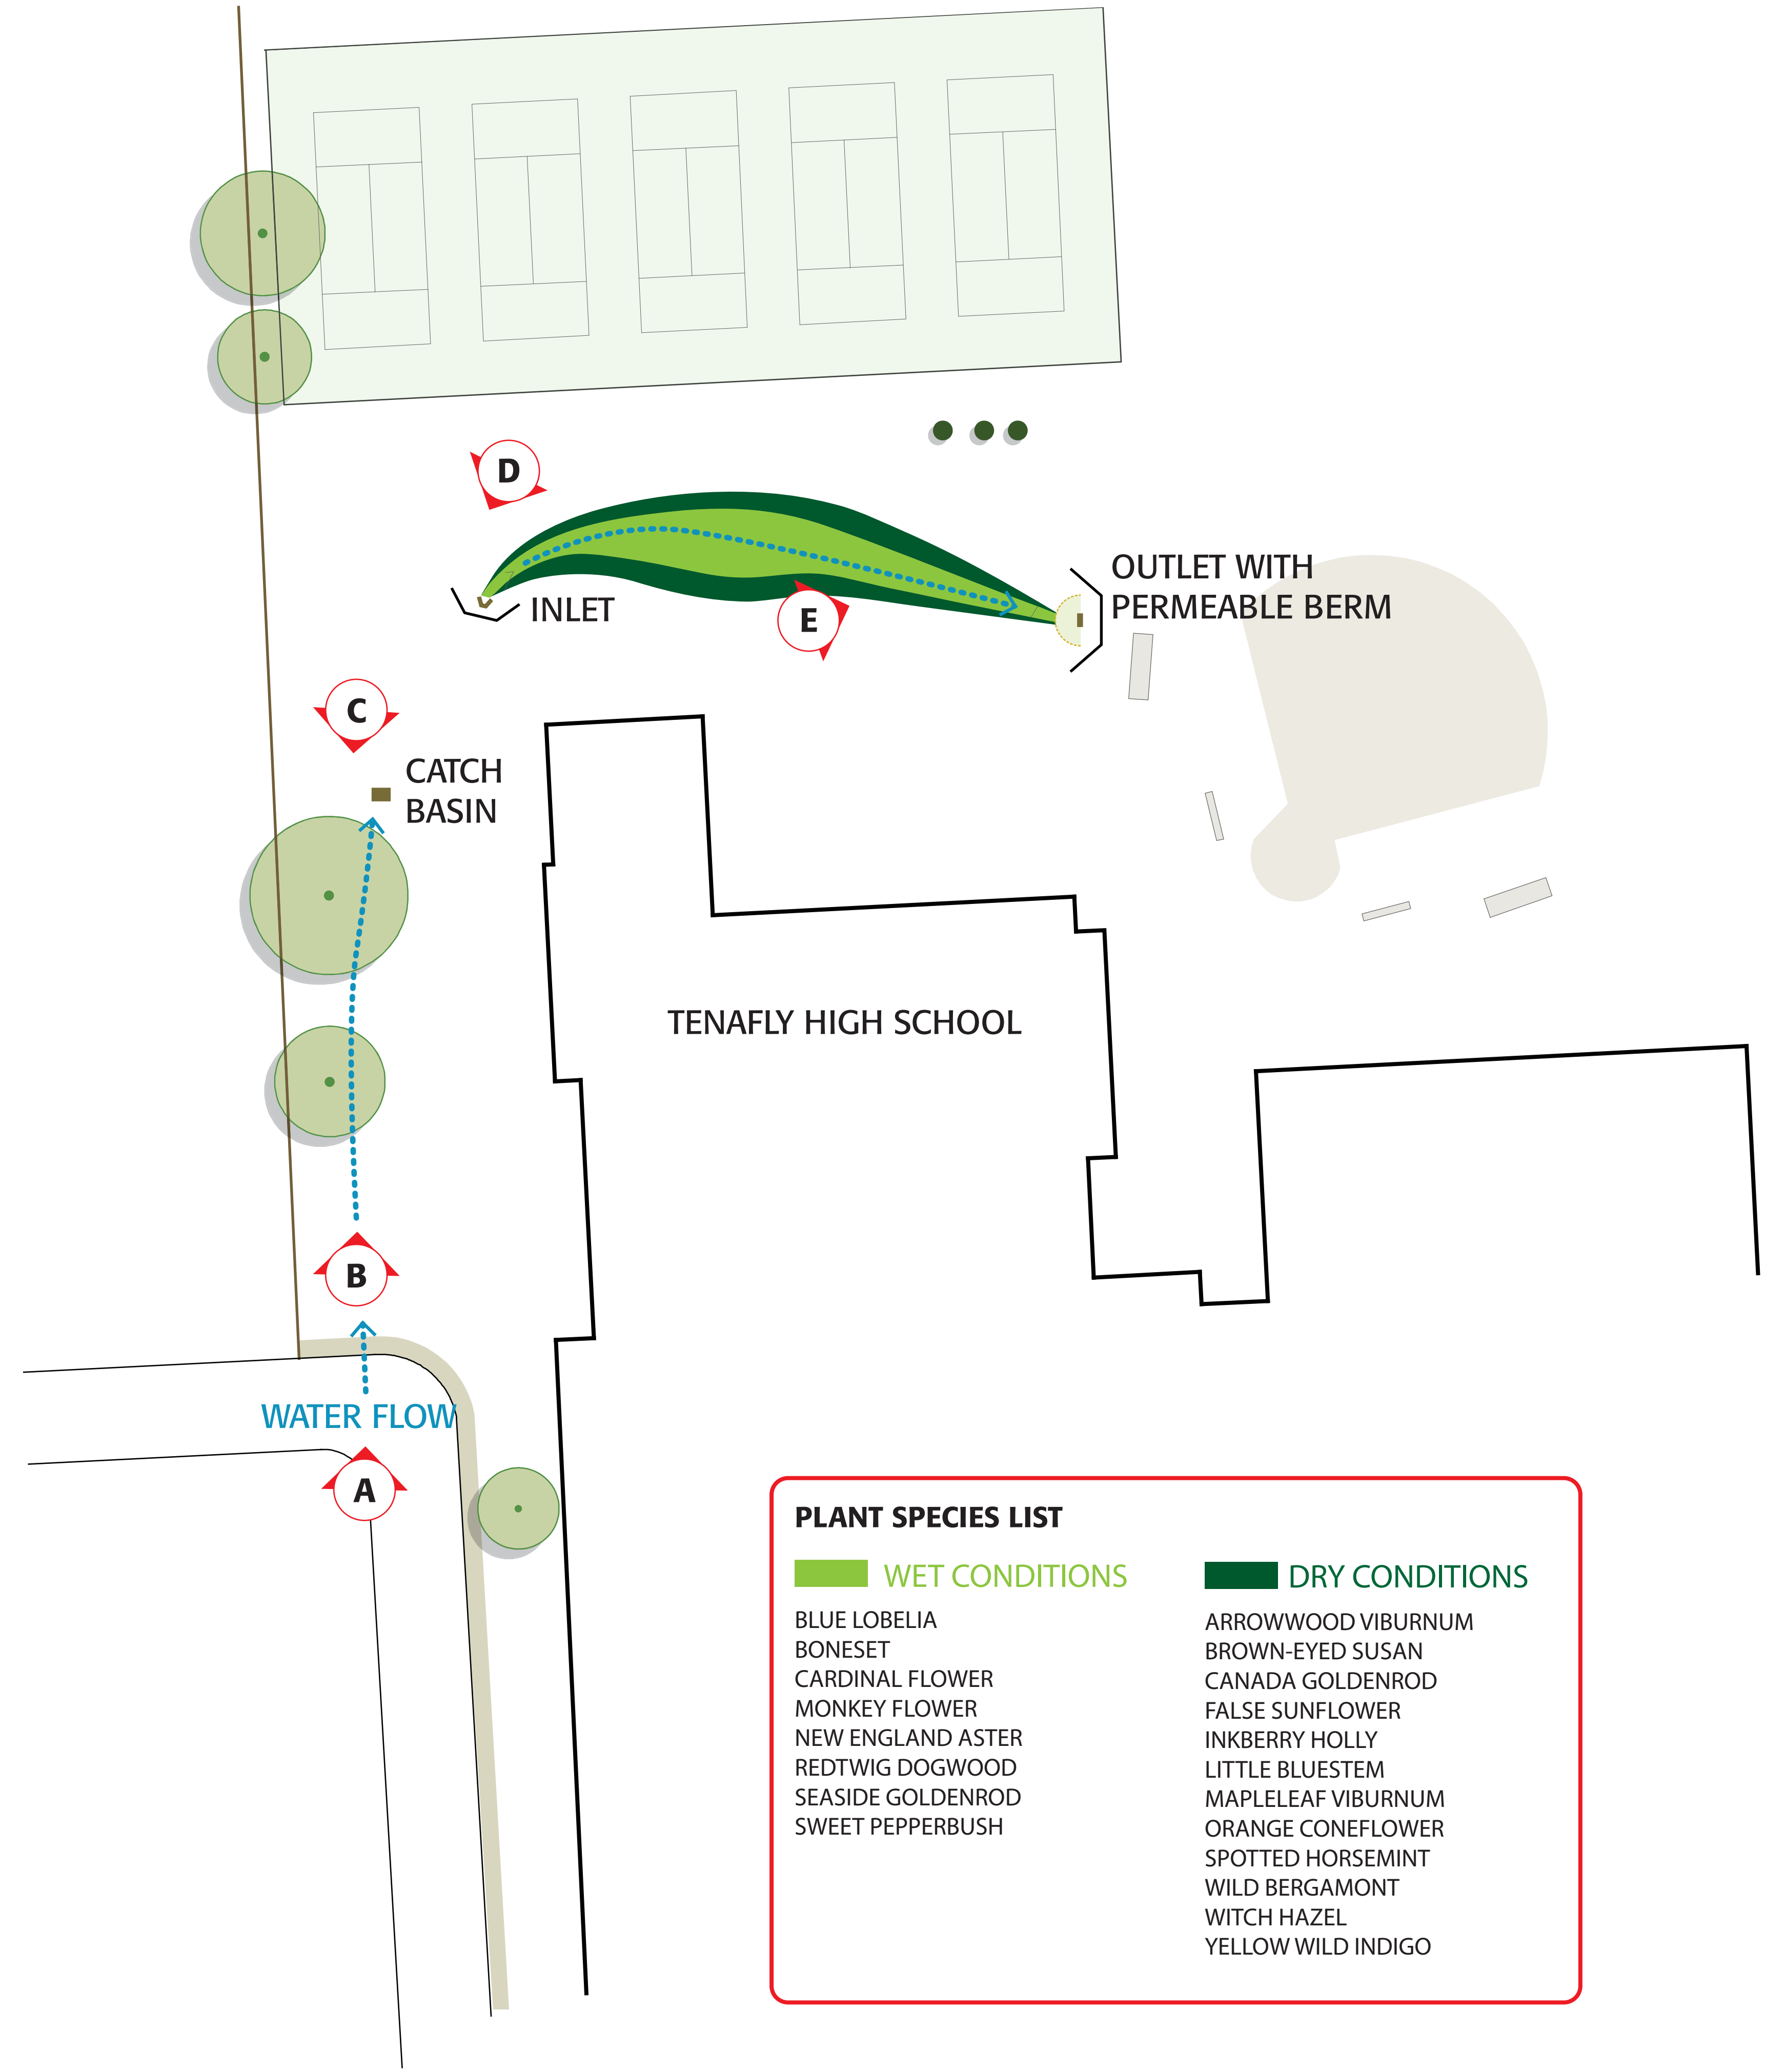 D
OUTLET WITH
PERMEABLE BERM
INLET
E
C
CATCH
BASIN
TENAFLY HIGH SCHOOL
B
WATER FLOW
A
PLANT SPECIES LIST
WET CONDITIONS
BLUE LOBELIA
BONESET
CARDINAL FLOWER
MONKEY FLOWER
NEW ENGLAND ASTER
REDTWIG DOGWOOD
SEASIDE GOLDENROD
SWEET PEPPERBUSH
DRY CONDITIONS
ARROWWOOD VIBURNUM
BROWN-EYED SUSAN
CANADA GOLDENROD
FALSE SUNFLOWER
INKBERRY HOLLY
LITTLE BLUESTEM
MAPLELEAF VIBURNUM
ORANGE CONEFLOWER
SPOTTED HORSEMINT
WILD BERGAMONT
WITCH HAZEL
YELLOW WILD INDIGO